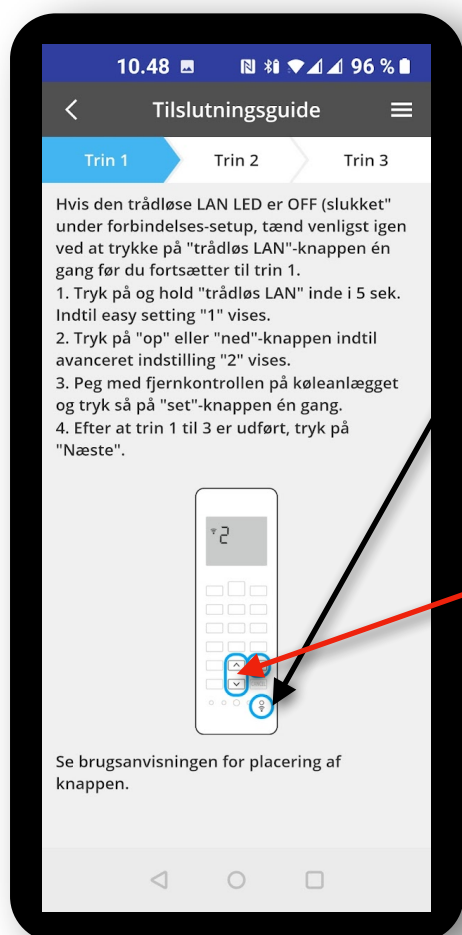 10.48 96 %
Tilslutningsguide
Trin 1 Trin 2 Trin 3
Hvis den trådløse LAN LED er OFF (slukket"
under forbindelses-setup, tænd venligst igen
ved at trykke på "trådløs LAN"-knappen én
gang før du fortsætter til trin 1.
1. Tryk på og hold "trådløs LAN" inde i 5 sek.
Indtil easy setting "1" vises.
2. Tryk på "op" eller "ned"-knappen indtil
avanceret indstilling "2" vises.
3. Peg med fjernkontrollen på køleanlægget
og tryk så på "set"-knappen én gang.
4. Efter at trin 1 til 3 er udført, tryk på
"Næste".
2
Se brugsanvisningen for placering af
knappen.